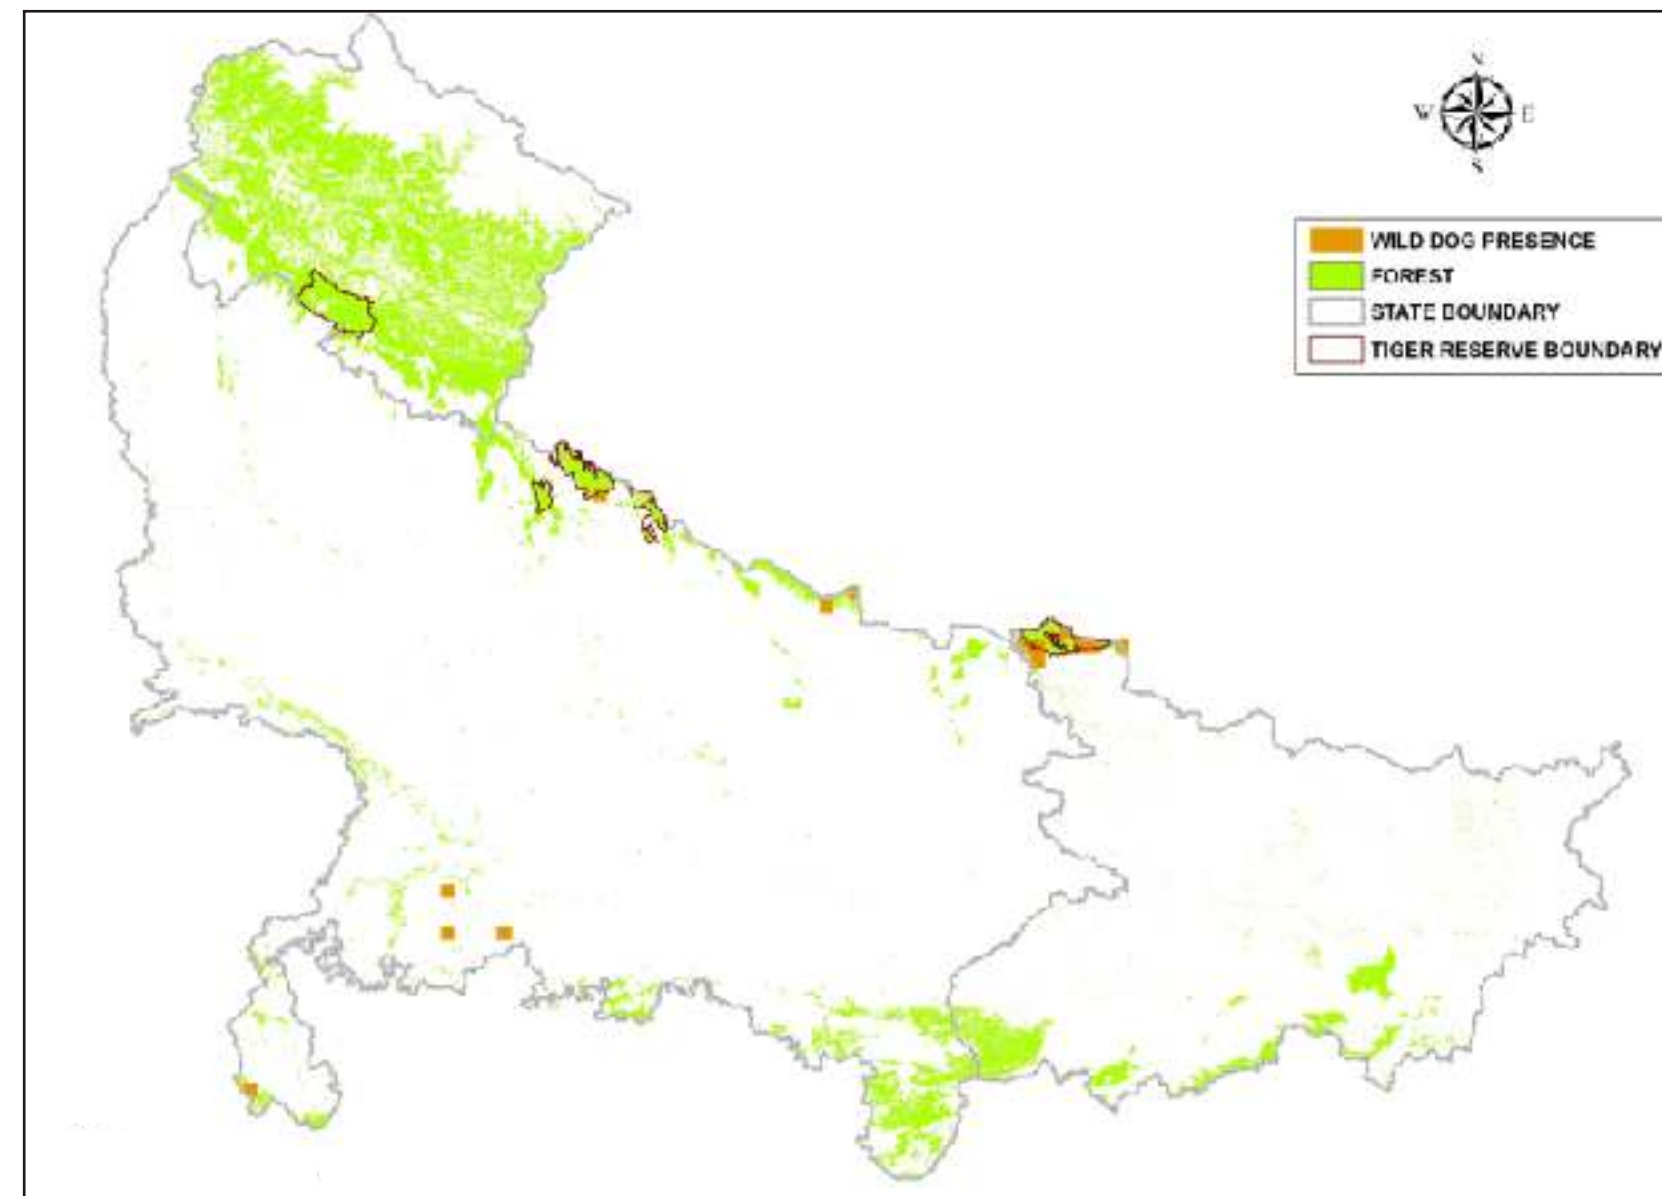 N
W E
S
WILD DOG PRESENCE
FOREST
STATE BOUNDARY
TIGER RESERVE BOUNDARY